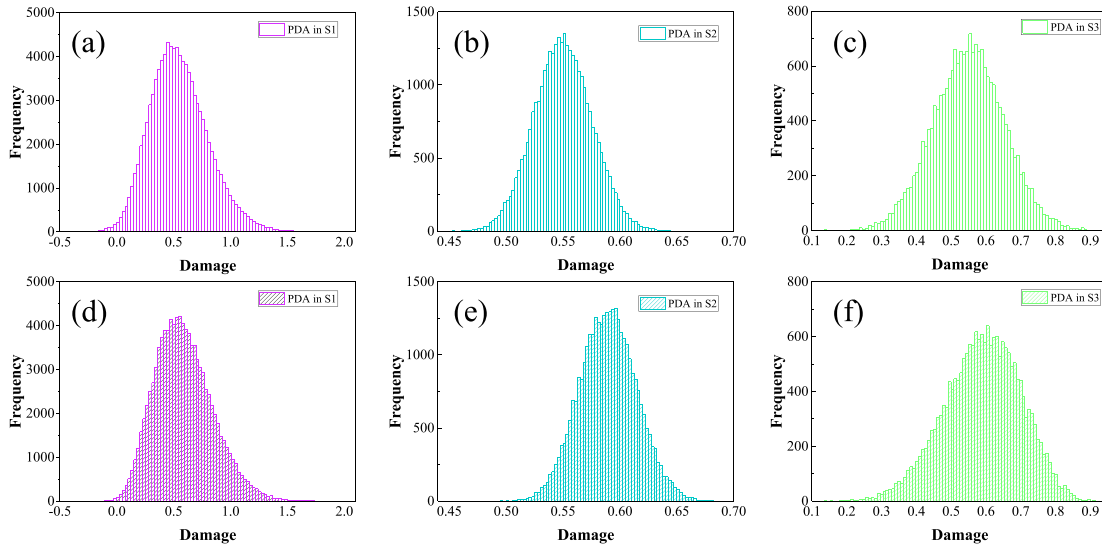 (a)
PDA in S1
5000
4000
3000
2000
1000
0
Frequency
-0.5 0.0 0.5 1.0 1.5 2.0
Damage
(b)
PDA in S2
1500
1250
1000
750
500
250
0
Frequency
0.45 0.50 0.55 0.60 0.65 0.70
Damage
(c)
PDA in S3
800
600
400
200
0
Frequency
0.1 0.2 0.3 0.4 0.5 0.6 0.7 0.8 0.9
Damage
(d)
PDA in S1
5000
4000
3000
2000
1000
0
Frequency
-0.5 0.0 0.5 1.0 1.5 2.0
Damage
(e)
PDA in S2
1500
1250
1000
750
500
250
0
Frequency
0.45 0.50 0.55 0.60 0.65 0.70
Damage
(f)
PDA in S3
800
600
400
200
0
Frequency
0.1 0.2 0.3 0.4 0.5 0.6 0.7 0.8 0.9
Damage